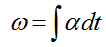 ω = ∫ α dt